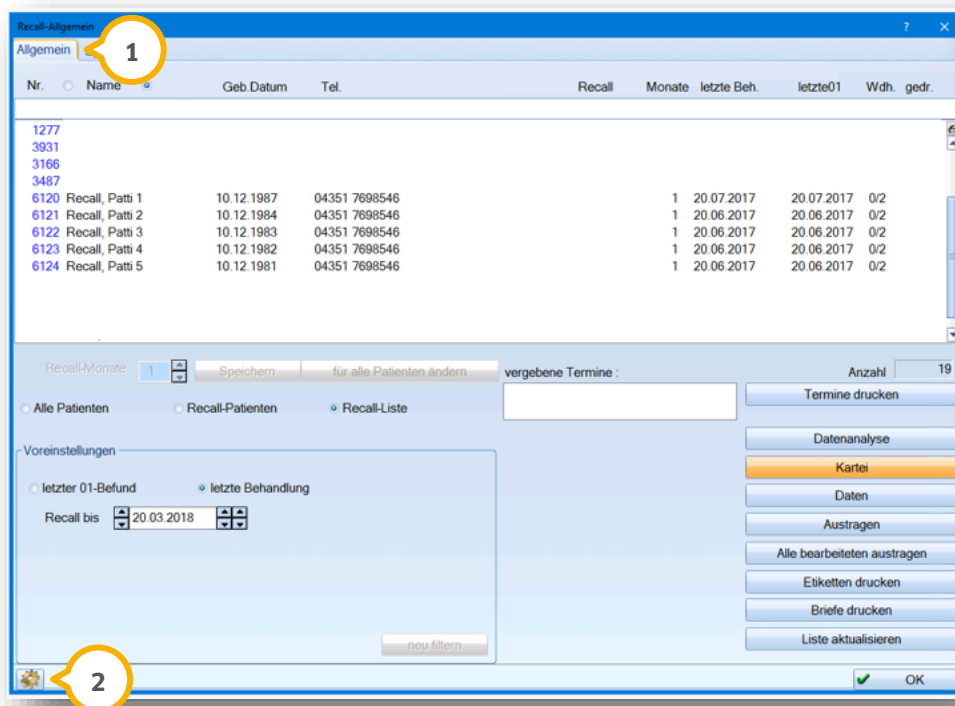 Recall-Allgemein ?
Allgemein
1
Nr. Name Geb.Datum Tel. Recall Monate letzte Beh. letzte01 Wdh. gedr.
1277
3931
3166
3487
6120 Recall, Patti 1 10.12.1987 04351 7698546 1 20.07.2017 20.07.2017 0/2
6121 Recall, Patti 2 10.12.1984 04351 7698546 1 20.06.2017 20.06.2017 0/2
6122 Recall, Patti 3 10.12.1983 04351 7698546 1 20.06.2017 20.06.2017 0/2
6123 Recall, Patti 4 10.12.1982 04351 7698546 1 20.06.2017 20.06.2017 0/2
6124 Recall, Patti 5 10.12.1981 04351 7698546 1 20.06.2017 20.06.2017 0/2
Recall-Monate : 1 Speichern für alle Patienten ändern vergebene Termine : Anzahl 19
Termine drucken
Alle Patienten Recall-Patienten Recall-Liste
Datenanalyse
Voreinstellungen
Kartei
letzter 01-Befund letzte Behandlung
Daten
Recall bis 20.03.2018
Austragen
Alle bearbeiteten austragen
Etiketten drucken
Briefe drucken
neu filtern
Liste aktualisieren
2
OK